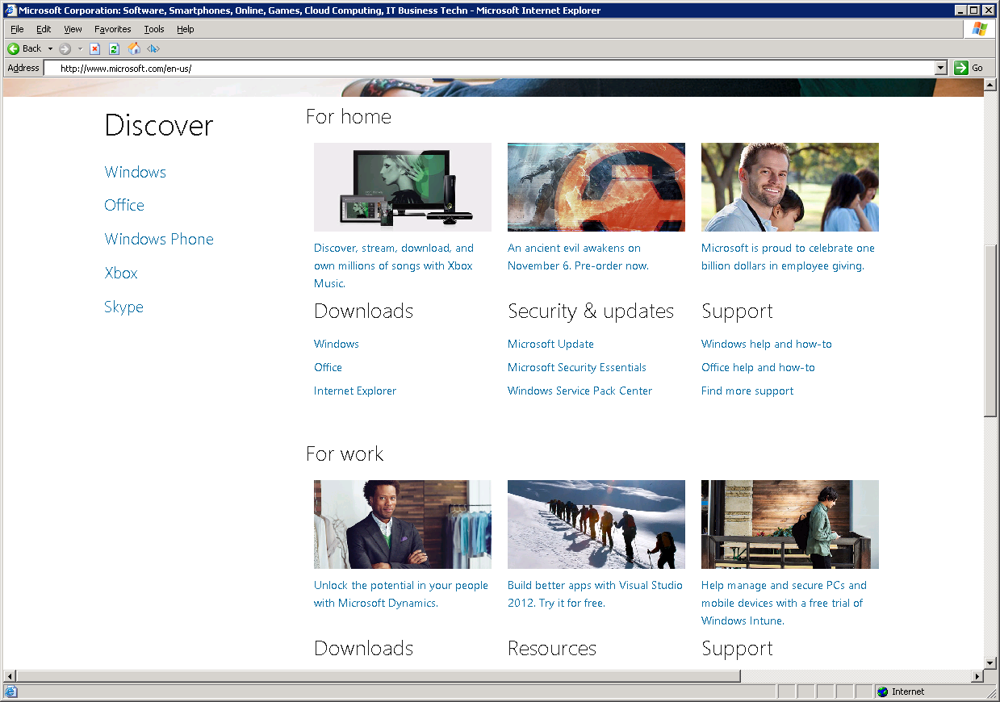 Microsoft Corporation: Software, Smartphones, Online, Games, Cloud Computing, IT Business Techn - Microsoft Internet Explorer
File Edit View Favorites Tools Help
Back
Address http://www.microsoft.com/en-us/ Go
Discover
Windows
Office
Windows Phone
Xbox
Skype
For home
Discover, stream, download, and
own millions of songs with Xbox
Music.
An ancient evil awakens on
November 6. Pre-order now.
Microsoft is proud to celebrate one
billion dollars in employee giving.
Downloads
Windows
Office
Internet Explorer
Security & updates
Microsoft Update
Microsoft Security Essentials
Windows Service Pack Center
Support
Windows help and how-to
Office help and how-to
Find more support
For work
Unlock the potential in your people
with Microsoft Dynamics.
Build better apps with Visual Studio
2012. Try it for free.
Help manage and secure PCs and
mobile devices with a free trial of
Windows Intune.
Downloads
Resources
Support
Internet